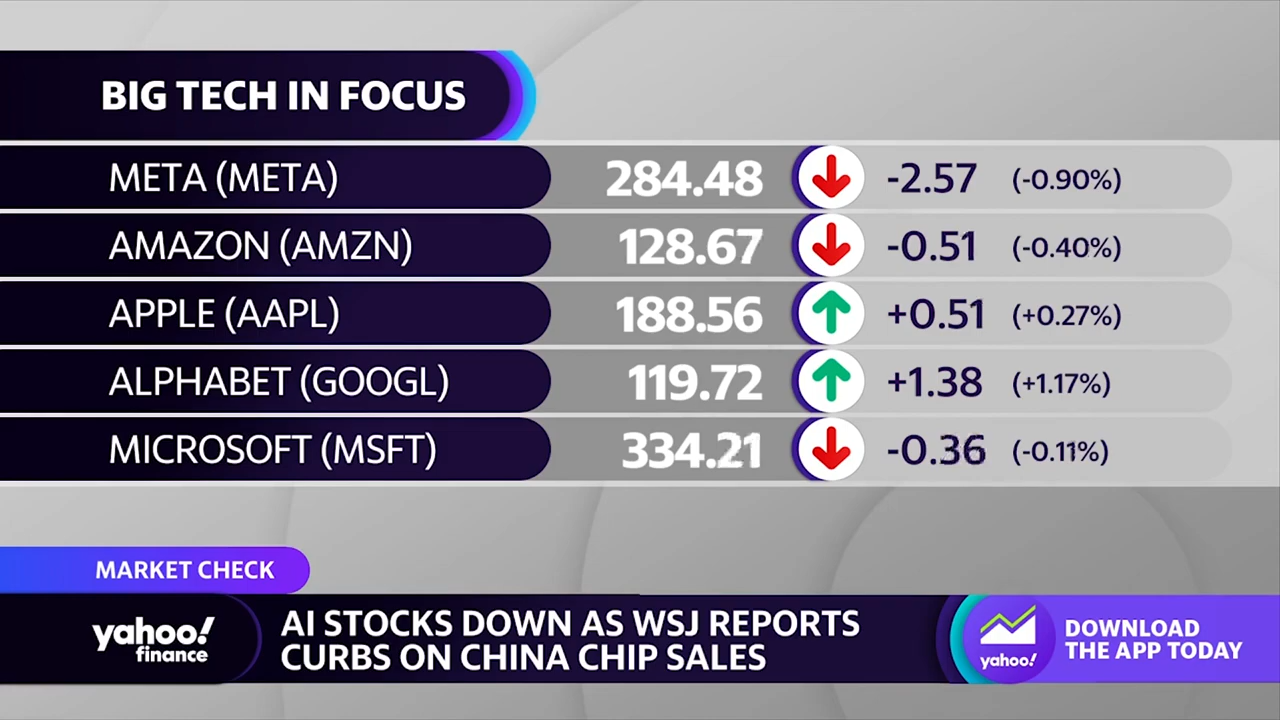 BIG TECH IN FOCUS
META (META) 284.48 -2.57 (-0.90%)
AMAZON (AMZN) 128.67 -0.51 (-0.40%)
APPLE (AAPL) 188.56 +0.51 (+0.27%)
ALPHABET (GOOGL) 119.72 +1.38 (+1.17%)
MICROSOFT (MSFT) 334.21 -0.36 (-0.11%)
MARKET CHECK
yahoo!
finance
AI STOCKS DOWN AS WSJ REPORTS
CURBS ON CHINA CHIP SALES
yahoo!
DOWNLOAD
THE APP TODAY